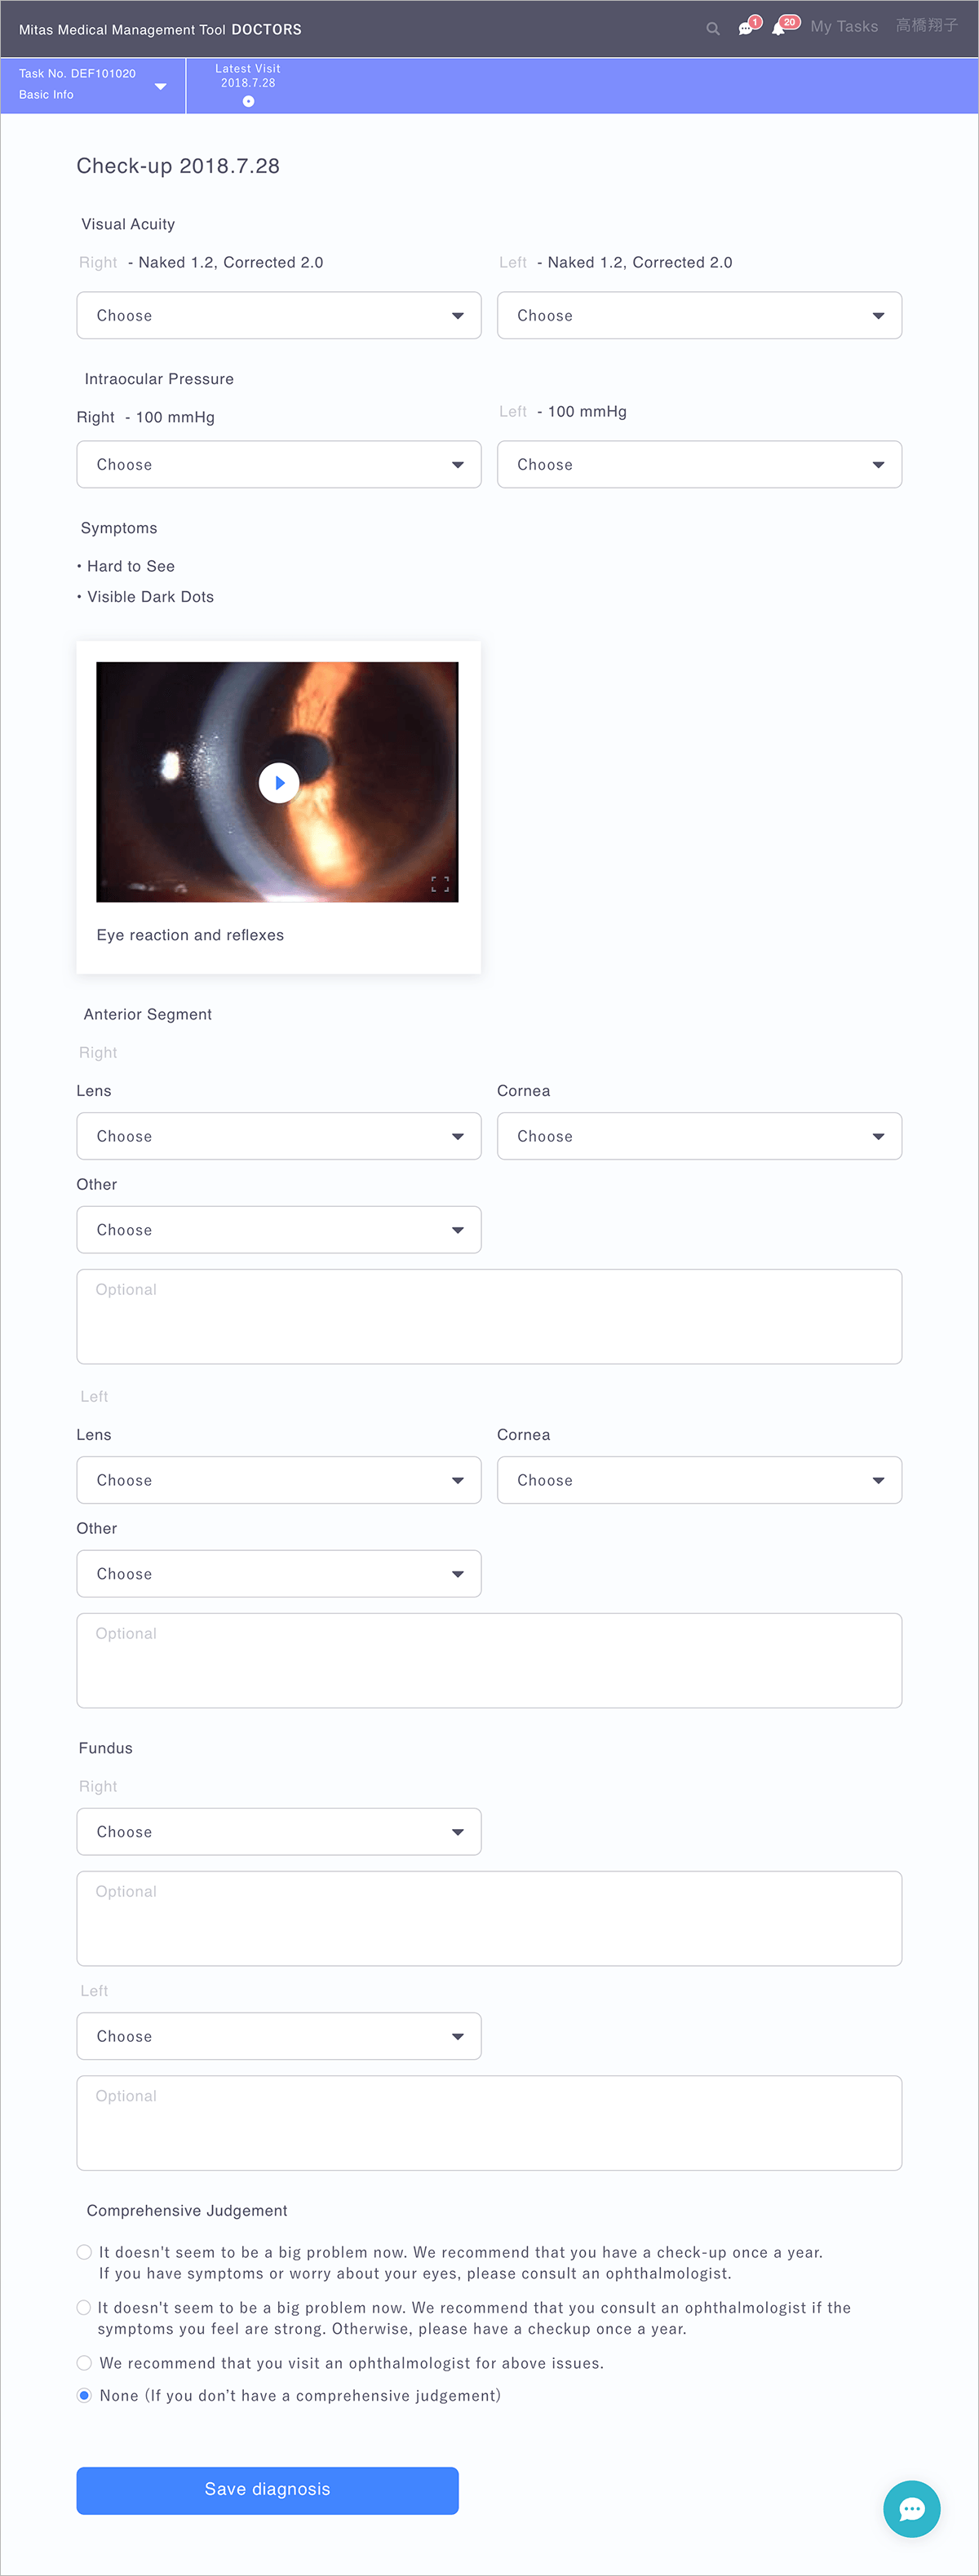 Mitas Medical Management Tool DOCTORS
1
20
My Tasks
高橋翔子
Task No. DEF101020
Basic Info
Latest Visit
2018.7.28
Check-up 2018.7.28
Visual Acuity
Right - Naked 1.2, Corrected 2.0
Left - Naked 1.2, Corrected 2.0
Choose
Choose
Intraocular Pressure
Right - 100 mmHg
Left - 100 mmHg
Choose
Choose
Symptoms
• Hard to See
• Visible Dark Dots
Eye reaction and reflexes
Anterior Segment
Right
Lens
Cornea
Choose
Choose
Other
Choose
Optional
Left
Lens
Cornea
Choose
Choose
Other
Choose
Optional
Fundus
Right
Choose
Optional
Left
Choose
Optional
Comprehensive Judgement
It doesn't seem to be a big problem now. We recommend that you have a check-up once a year.
If you have symptoms or worry about your eyes, please consult an ophthalmologist.
It doesn't seem to be a big problem now. We recommend that you consult an ophthalmologist if the
symptoms you feel are strong. Otherwise, please have a checkup once a year.
We recommend that you visit an ophthalmologist for above issues.
None (If you don’t have a comprehensive judgement)
Save diagnosis